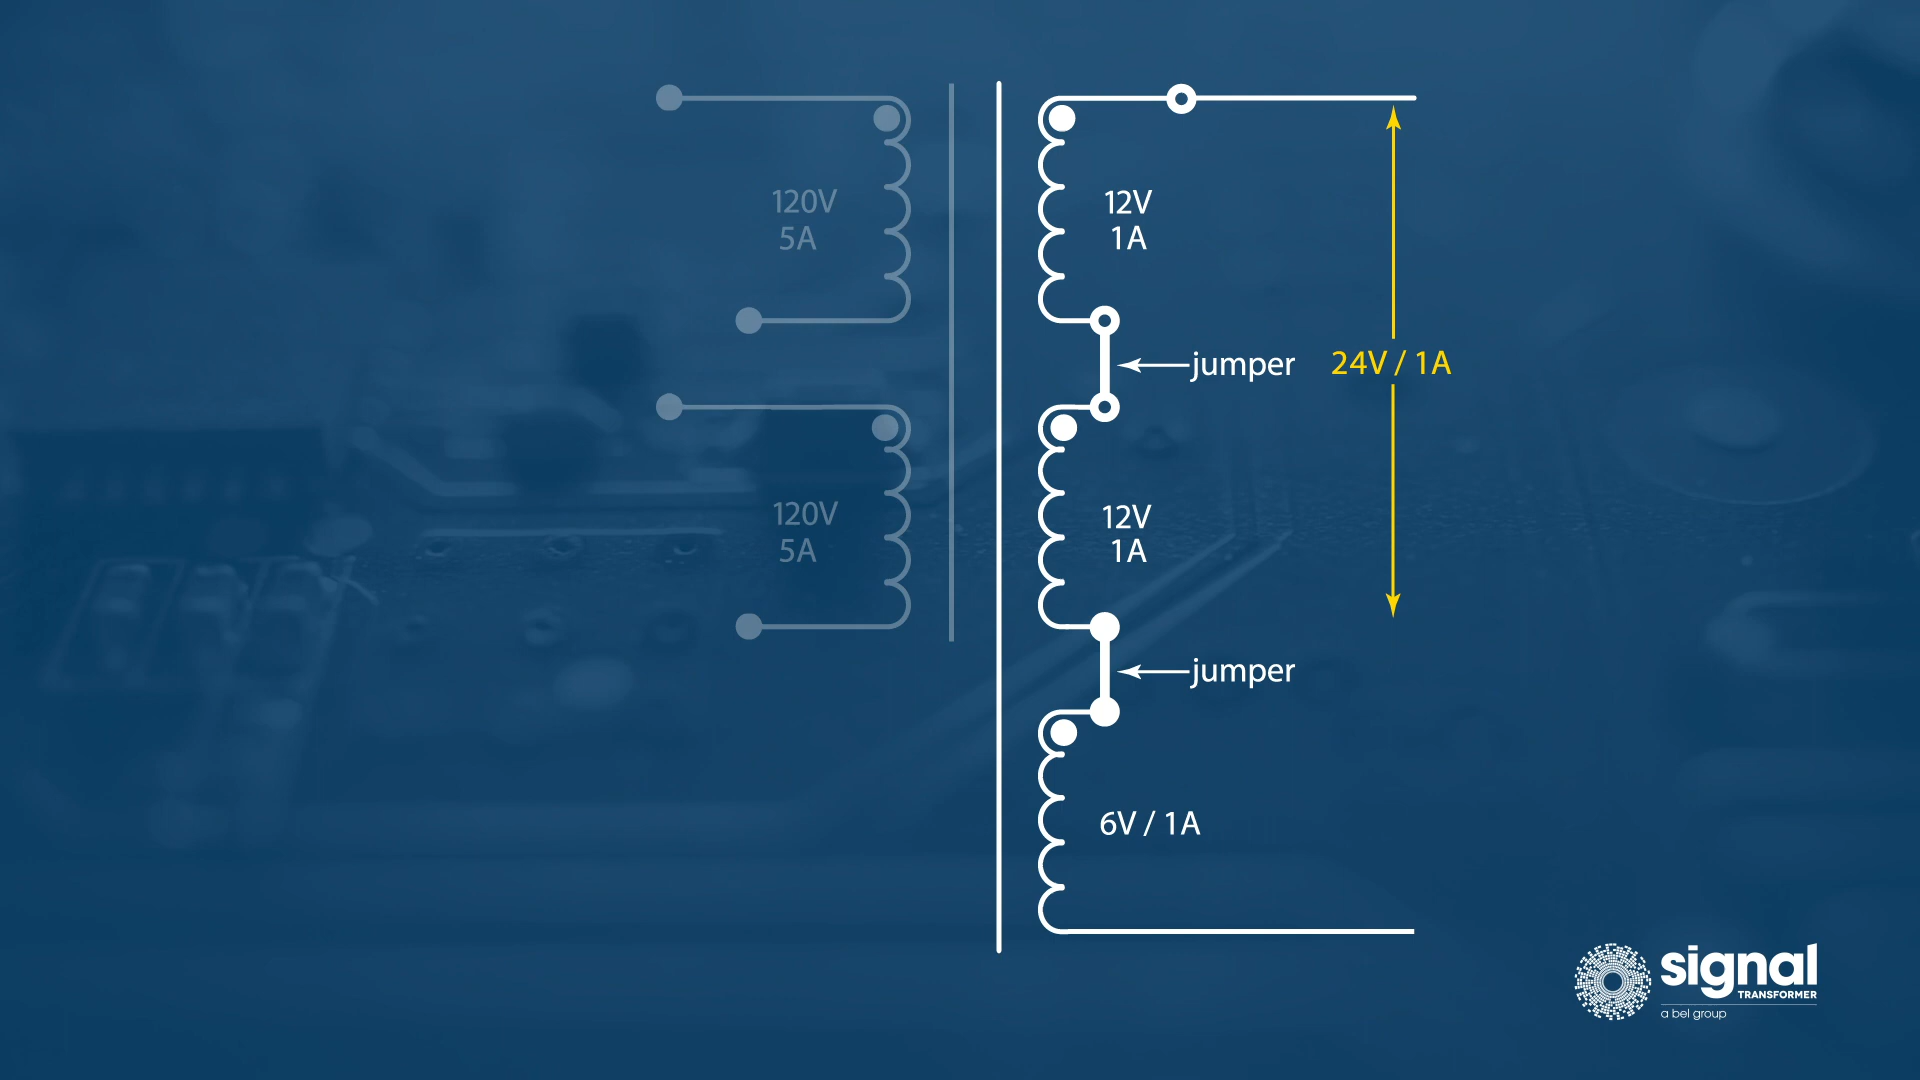 120V
5A
12V
1A
jumper
24V / 1A
120V
5A
12V
1A
jumper
6V / 1A
signal
TRANSFORMER
a bel group